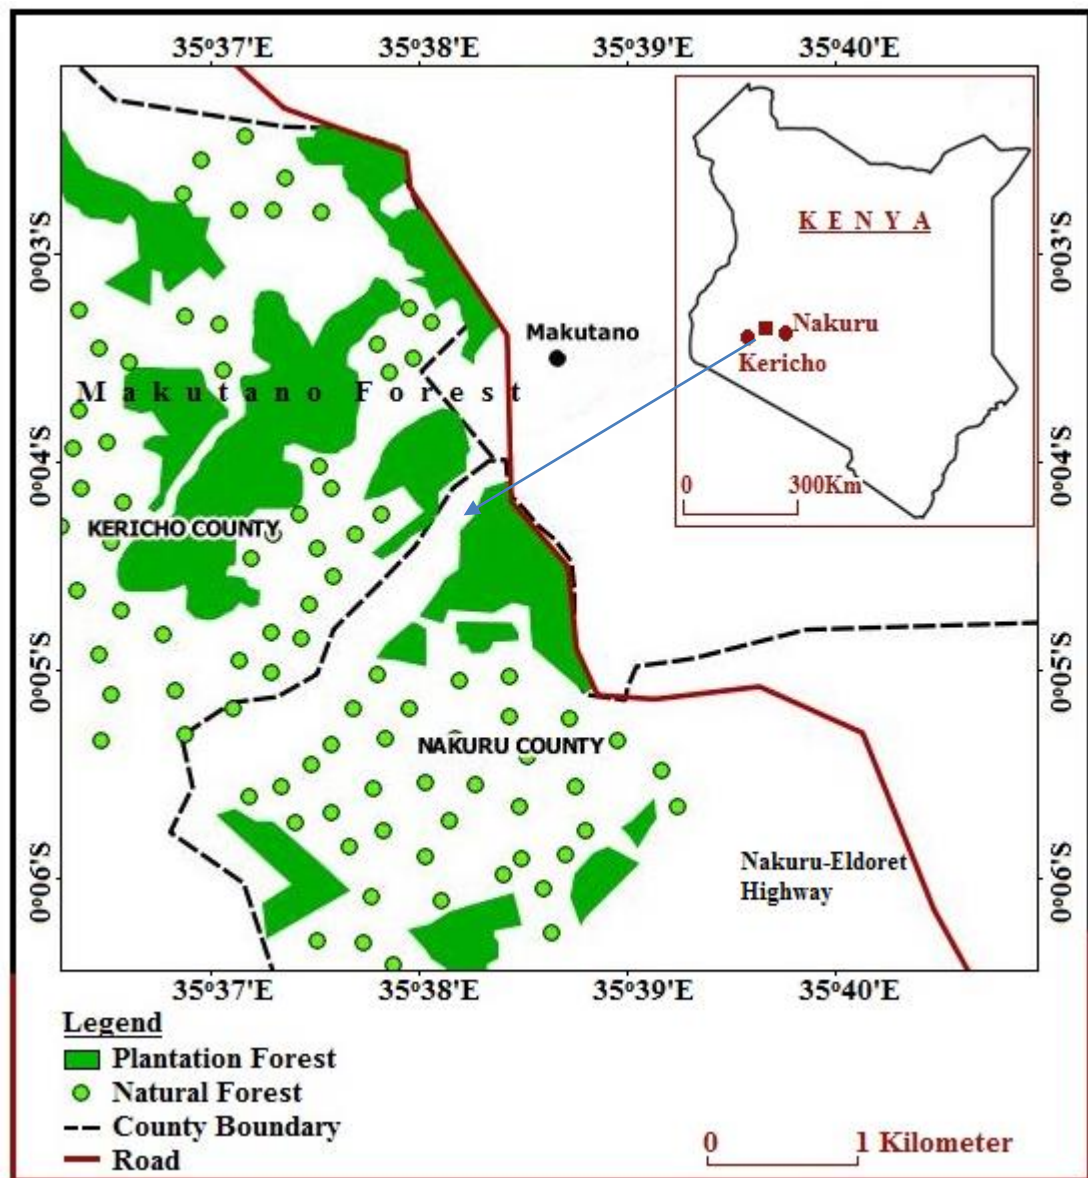 35°37'E 35°38'E 35°39'E 35°40'E
0°03'S
0°03'S
K E N Y A
Nakuru
Kericho
0 300Km
Makutano
Makutano Forest
0°04'S
0°04'S
KERICHO COUNTY
0°05'S
0°05'S
NAKURU COUNTY
Nakuru-Eldoret
Highway
0°06'S
0°06'S
35°37'E 35°38'E 35°39'E 35°40'E
Legend
Plantation Forest
Natural Forest
County Boundary
Road
0 1 Kilometer